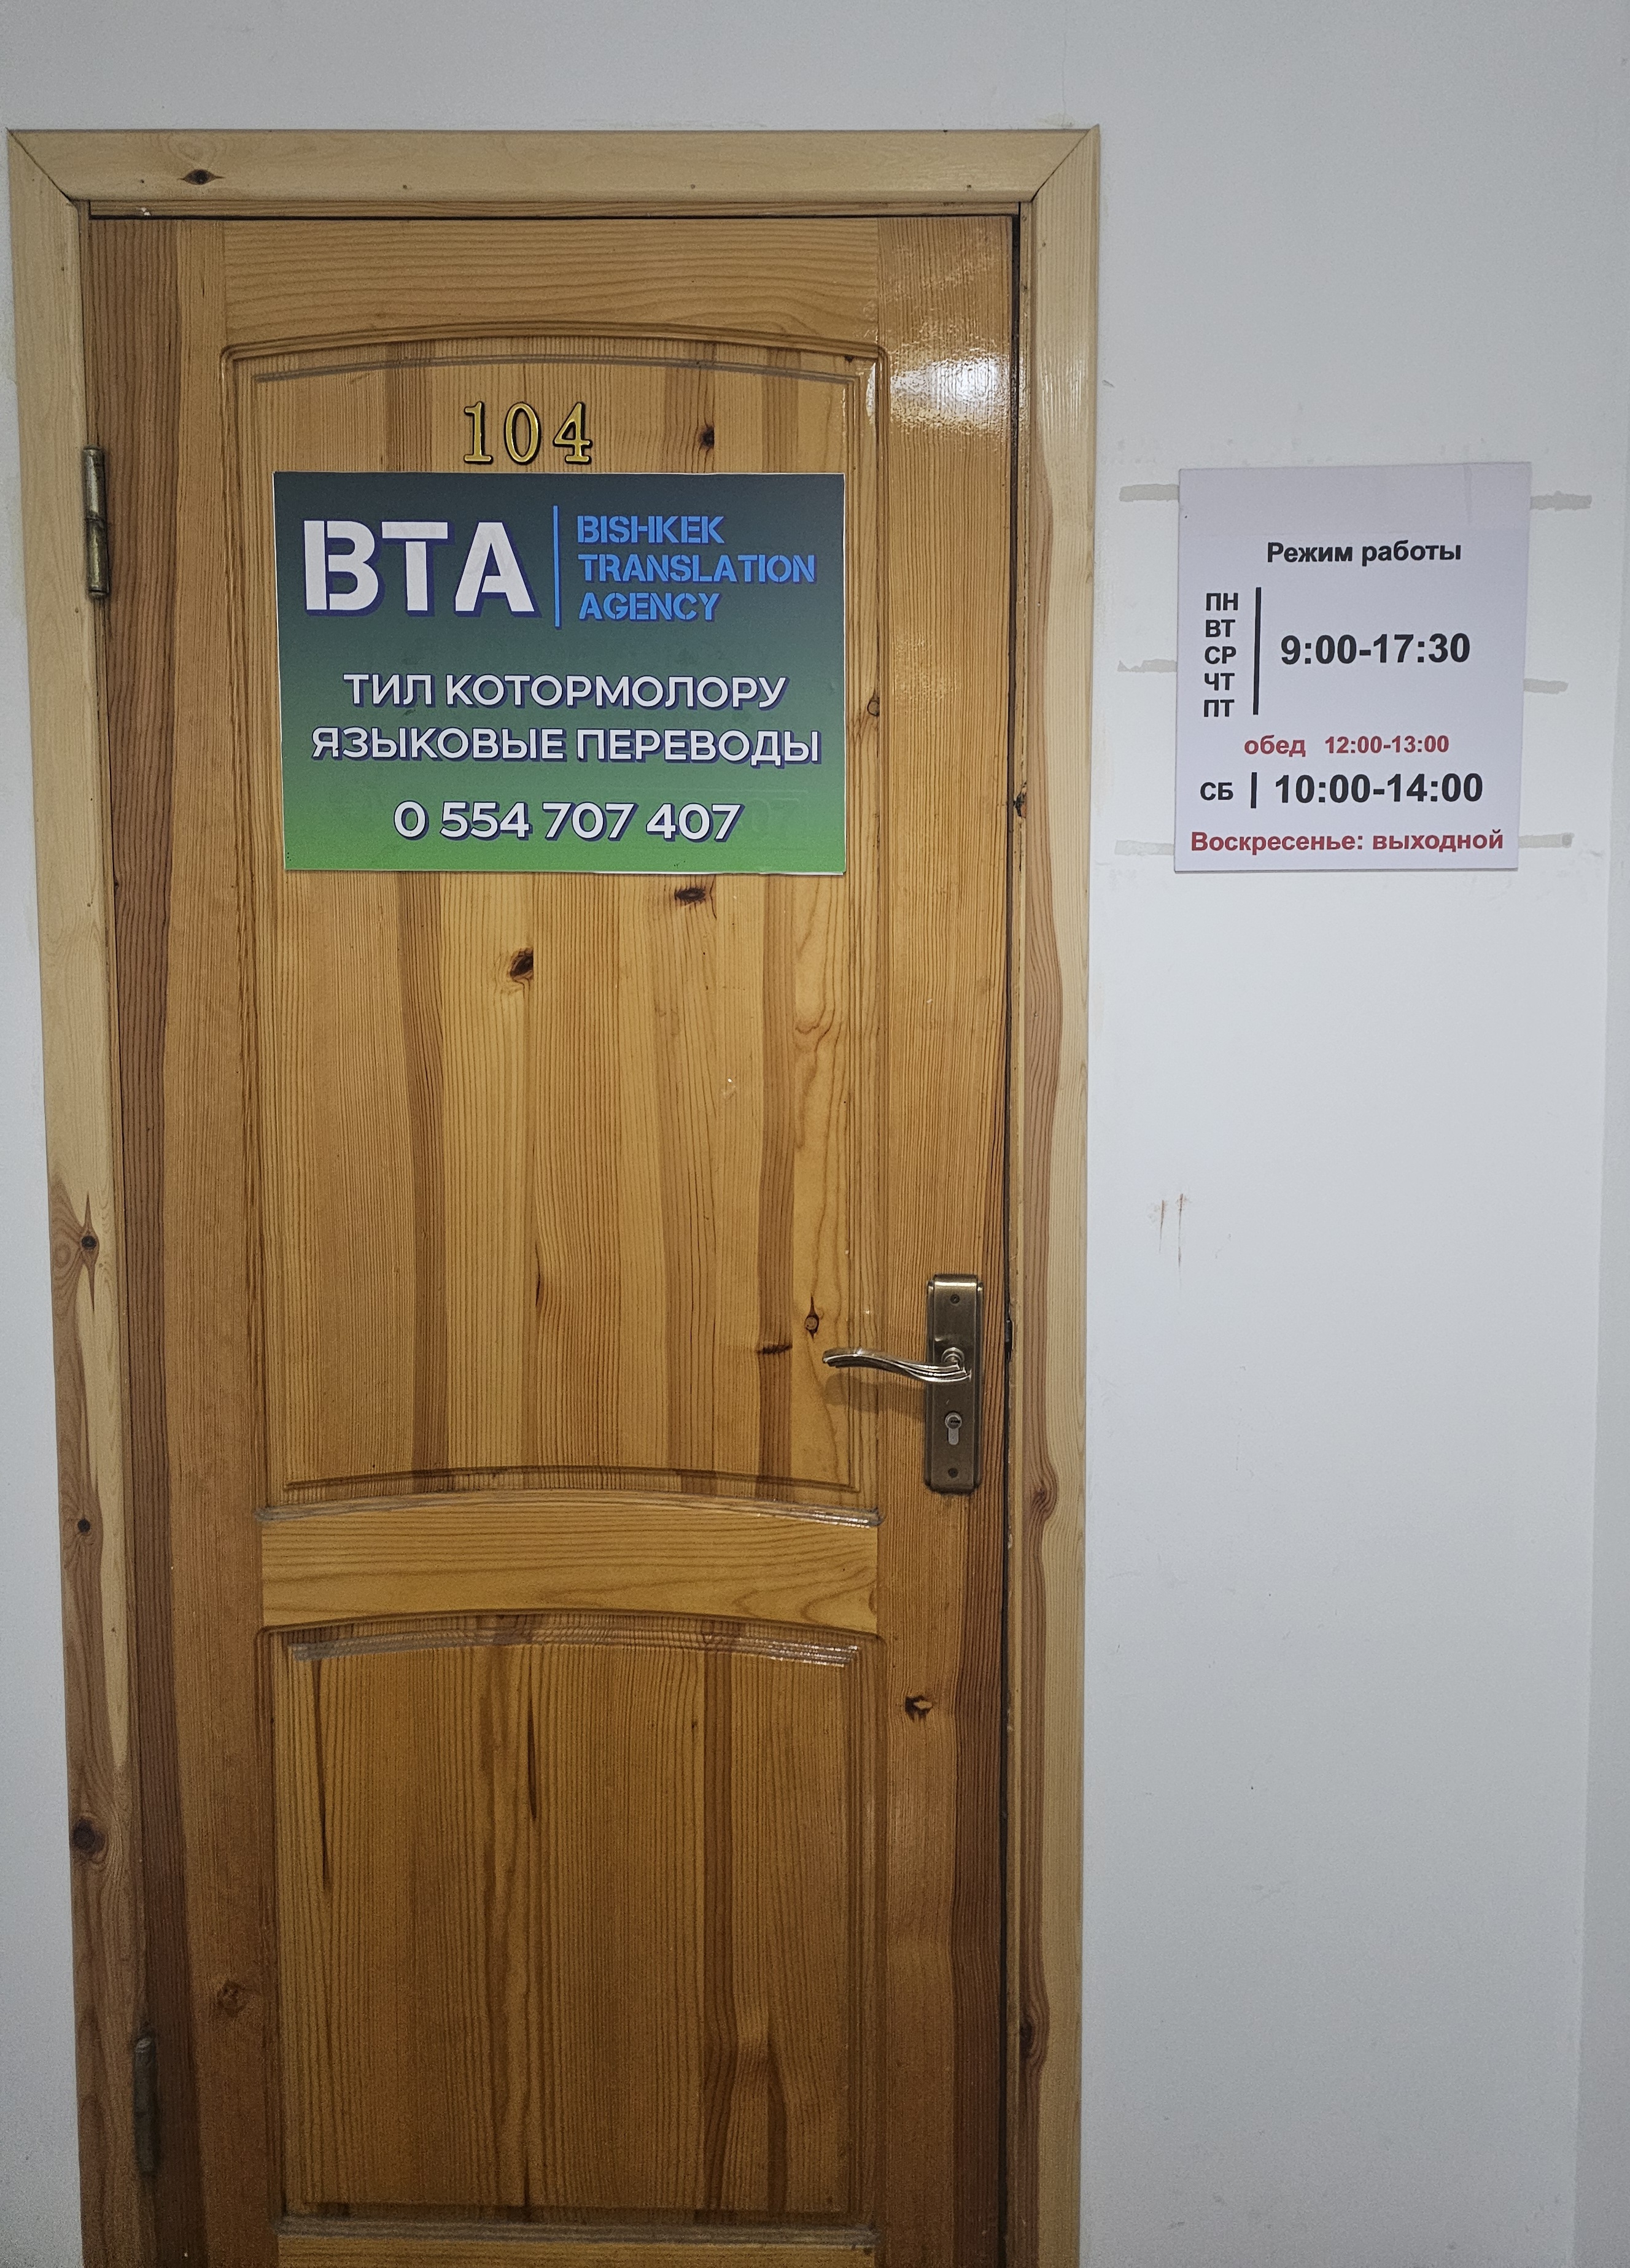 104
BTA
BISHKEK
TRANSLATION
AGENCY
ТИЛ КОТОРМОЛОРУ
ЯЗЫКОВЫЕ ПЕРЕВОДЫ
0 554 707 407
Режим работы
ПН
ВТ
СР
ЧТ
ПТ
9:00-17:30
обед 12:00-13:00
СБ 10:00-14:00
Воскресенье: выходной